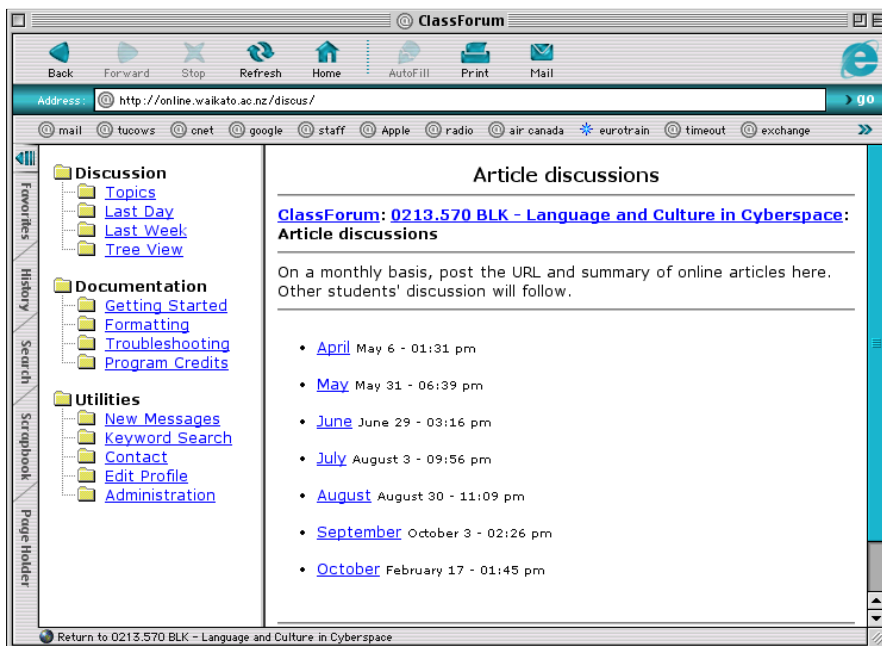 @ ClassForum
Back Forward Stop Refresh Home AutoFill Print Mail
Address: @ http://online.waikato.ac.nz/discus/ › go
@ mail @ tucows @ cnet @ google @ staff @ Apple @ radio @ air canada eurotrain @ timeout @ exchange »
Favorites
History
Search
Scrapbook
Page Holder
Discussion
Topics
Last Day
Last Week
Tree View
Documentation
Getting Started
Formatting
Troubleshooting
Program Credits
Utilities
New Messages
Keyword Search
Contact
Edit Profile
Administration
Article discussions
ClassForum: 0213.570 BLK - Language and Culture in Cyberspace:
Article discussions
On a monthly basis, post the URL and summary of online articles here.
Other students' discussion will follow.
• April May 6 - 01:31 pm
• May May 31 - 06:39 pm
• June June 29 - 03:16 pm
• July August 3 - 09:56 pm
• August August 30 - 11:09 pm
• September October 3 - 02:26 pm
• October February 17 - 01:45 pm
Return to 0213.570 BLK - Language and Culture in Cyberspace